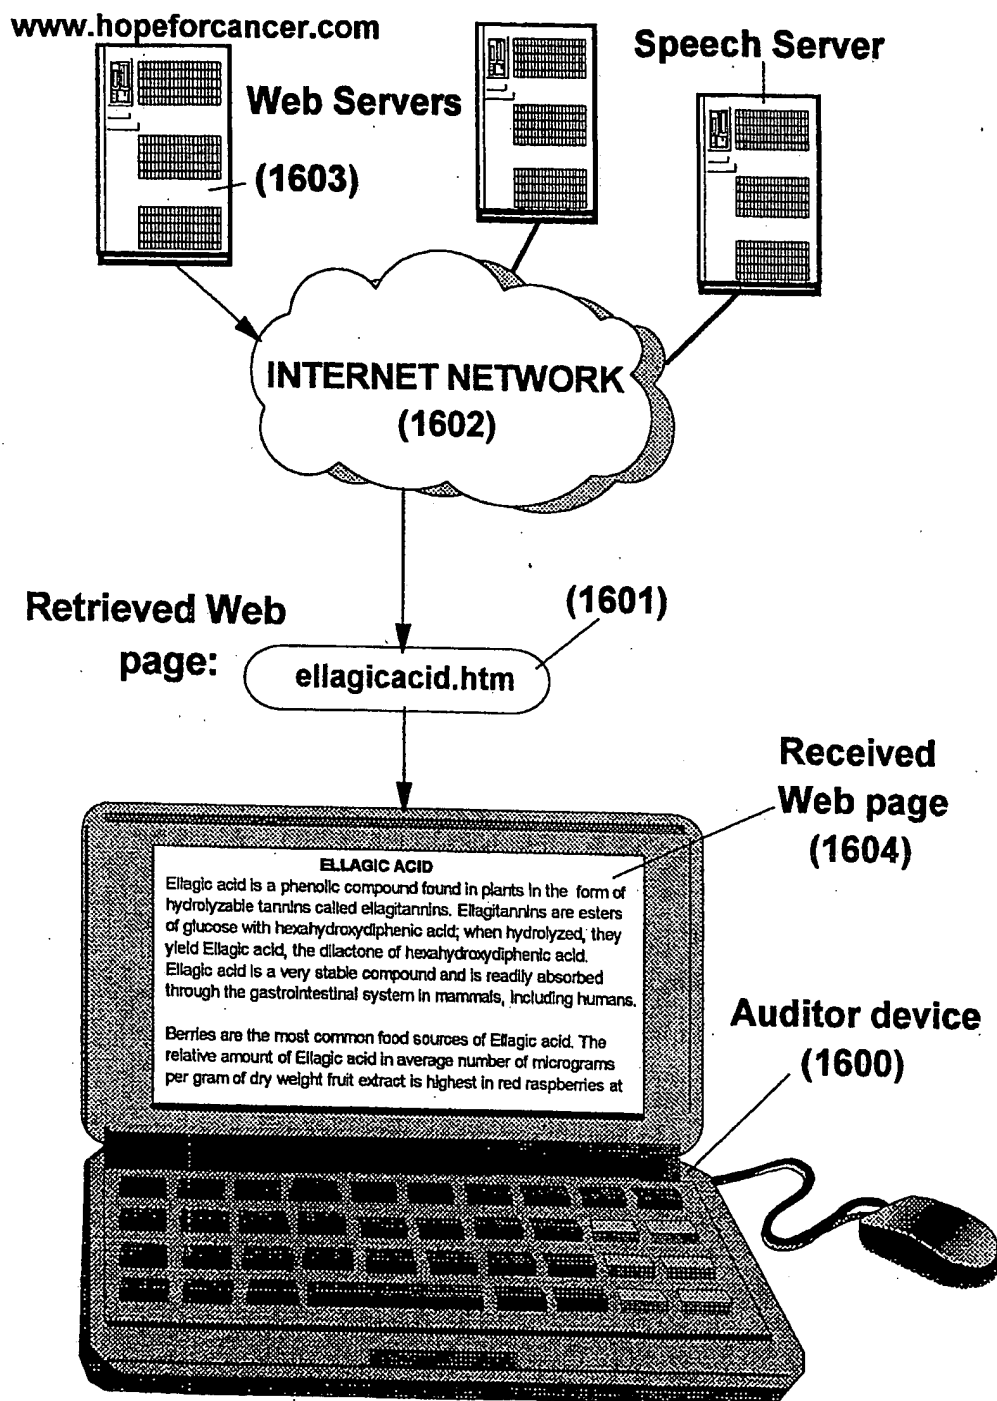 www.hopeforcancer.com
Speech Server
Web Servers
(1603)
INTERNET NETWORK
(1602)
Retrieved Web
page:
(1601)
ellagicacid.htm
Received
Web page
(1604)
ELLAGIC ACID
Ellagic acid is a phenolic compound found in plants in the form of
hydrolyzable tannins called ellagitannins. Ellagitannins are esters
of glucose with hexahydroxydiphenic acid; when hydrolyzed, they
yield Ellagic acid, the dilactone of hexahydroxydiphenic acid.
Ellagic acid is a very stable compound and is readily absorbed
through the gastrointestinal system in mammals, including humans.
Berries are the most common food sources of Ellagic acid. The
relative amount of Ellagic acid in average number of micrograms
per gram of dry weight fruit extract is highest in red raspberries at
Auditor device
(1600)